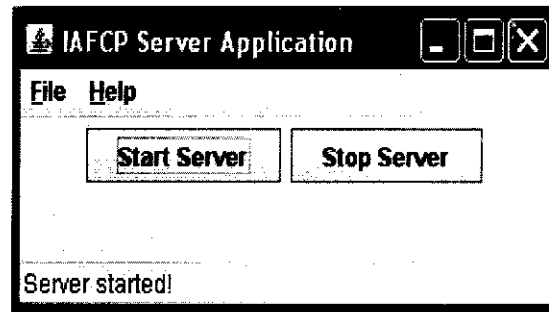 IAFCP Server Application
File Help
Start Server Stop Server
Server started!